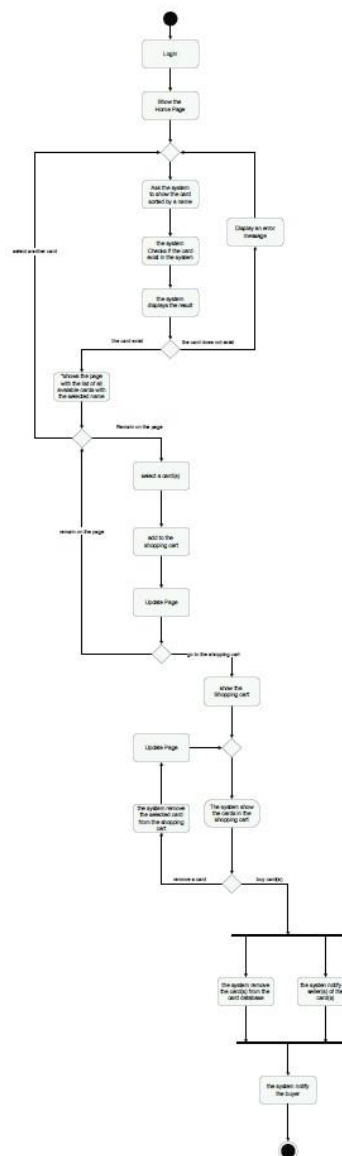 Login
Show the
Home Page
Ask the system
to show the card
sorted by a name
select another card
Display an error
message
the system
Checks if the card
exist in the system
the system
displays the result
the card exist
the card does not exist
"shows the page
with the list of all
available cards with
the selected name
Remain on the page
select a card(s)
remain on the page
add to the
shopping cart
Update Page
go to the shopping cart
show the
Shopping cart
Update Page
the system remove
the selected card
from the shopping
cart
The system show
the cards in the
shopping cart
remove a card
buy card(s)
the system remove
the card(s) from the
card database
the system notify
seller(s) of the
card(s)
the system notify
the buyer